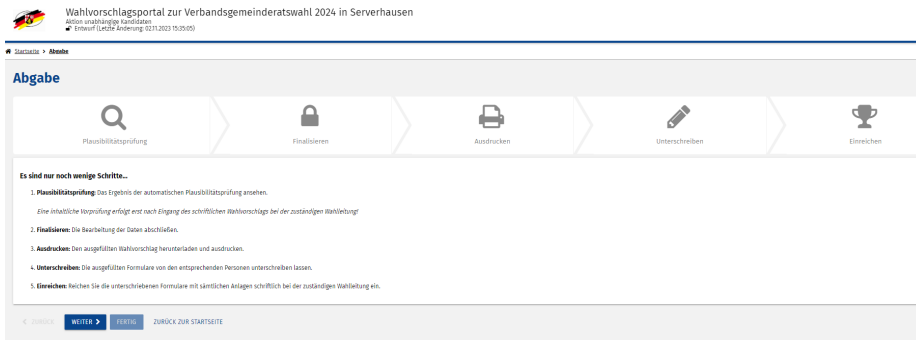 Wahlvorschlagsportal zur Verbandsgemeinderatswahl 2024 in Serverhausen
Aktion unabhängige Kandidaten
Entwurf (Letzte Änderung: 02.11.2023 15:35:05)
Startseite > Abgabe
Abgabe
Plausibilitätsprüfung
Finalisieren
Ausdrucken
Unterschreiben
Einreichen
Es sind nur noch wenige Schritte...
1. Plausibilitätsprüfung: Das Ergebnis der automatischen Plausibilitätsprüfung ansehen.
Eine inhaltliche Vorprüfung erfolgt erst nach Eingang des schriftlichen Wahlvorschlags bei der zuständigen Wahlleitung!
2. Finalisieren: Die Bearbeitung der Daten abschließen.
3. Ausdrucken: Den ausgefüllten Wahlvorschlag herunterladen und ausdrucken.
4. Unterschreiben: Die ausgefüllten Formulare von den entsprechenden Personen unterschreiben lassen.
5. Einreichen: Reichen Sie die unterschriebenen Formulare mit sämtlichen Anlagen schriftlich bei der zuständigen Wahlleitung ein.
< ZURÜCK WEITER > FERTIG ZURÜCK ZUR STARTSEITE